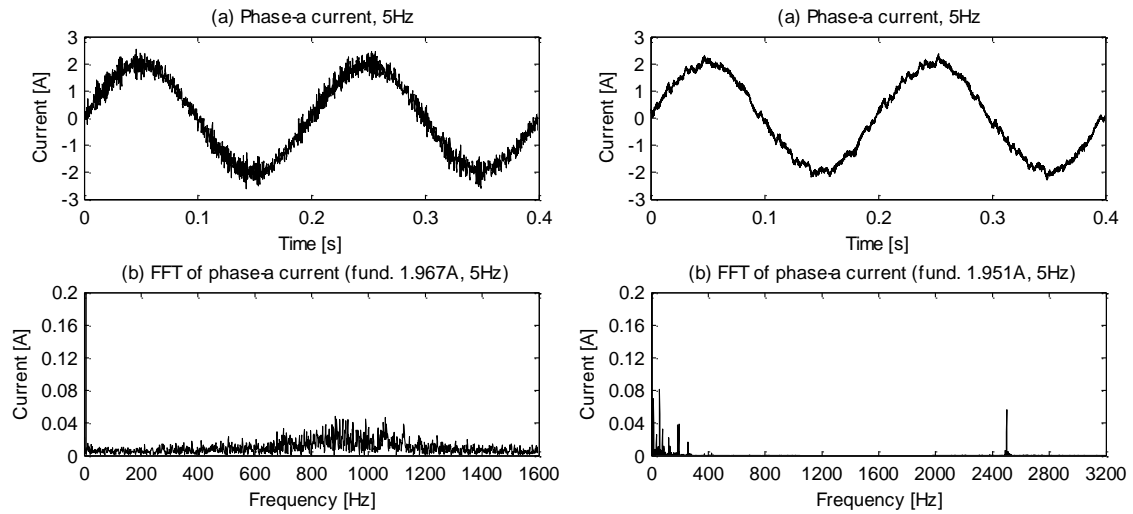 (a) Phase-a current, 5Hz
3
2
1
0
-1
-2
-3
Current [A]
0 0.1 0.2 0.3 0.4
Time [s]
(b) FFT of phase-a current (fund. 1.967A, 5Hz)
0.2
0.16
0.12
0.08
0.04
0
Current [A]
0 200 400 600 800 1000 1200 1400 1600
Frequency [Hz]
(a) Phase-a current, 5Hz
3
2
1
0
-1
-2
-3
Current [A]
0 0.1 0.2 0.3 0.4
Time [s]
(b) FFT of phase-a current (fund. 1.951A, 5Hz)
0.2
0.16
0.12
0.08
0.04
0
Current [A]
0 400 800 1200 1600 2000 2400 2800 3200
Frequency [Hz]